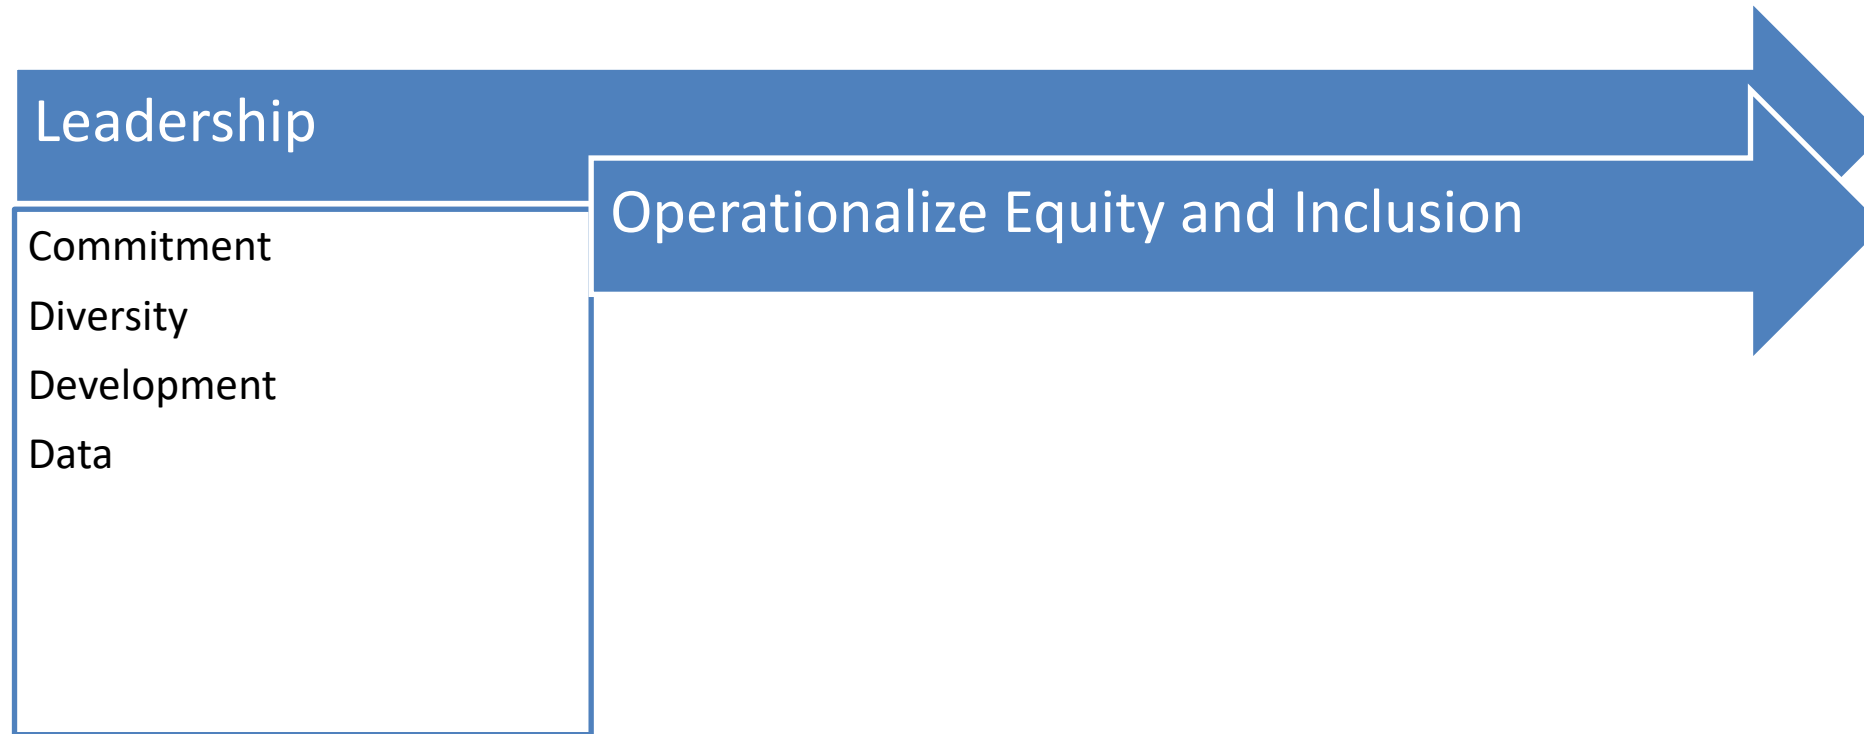 Leadership
Operationalize Equity and Inclusion
Commitment
Diversity
Development
Data